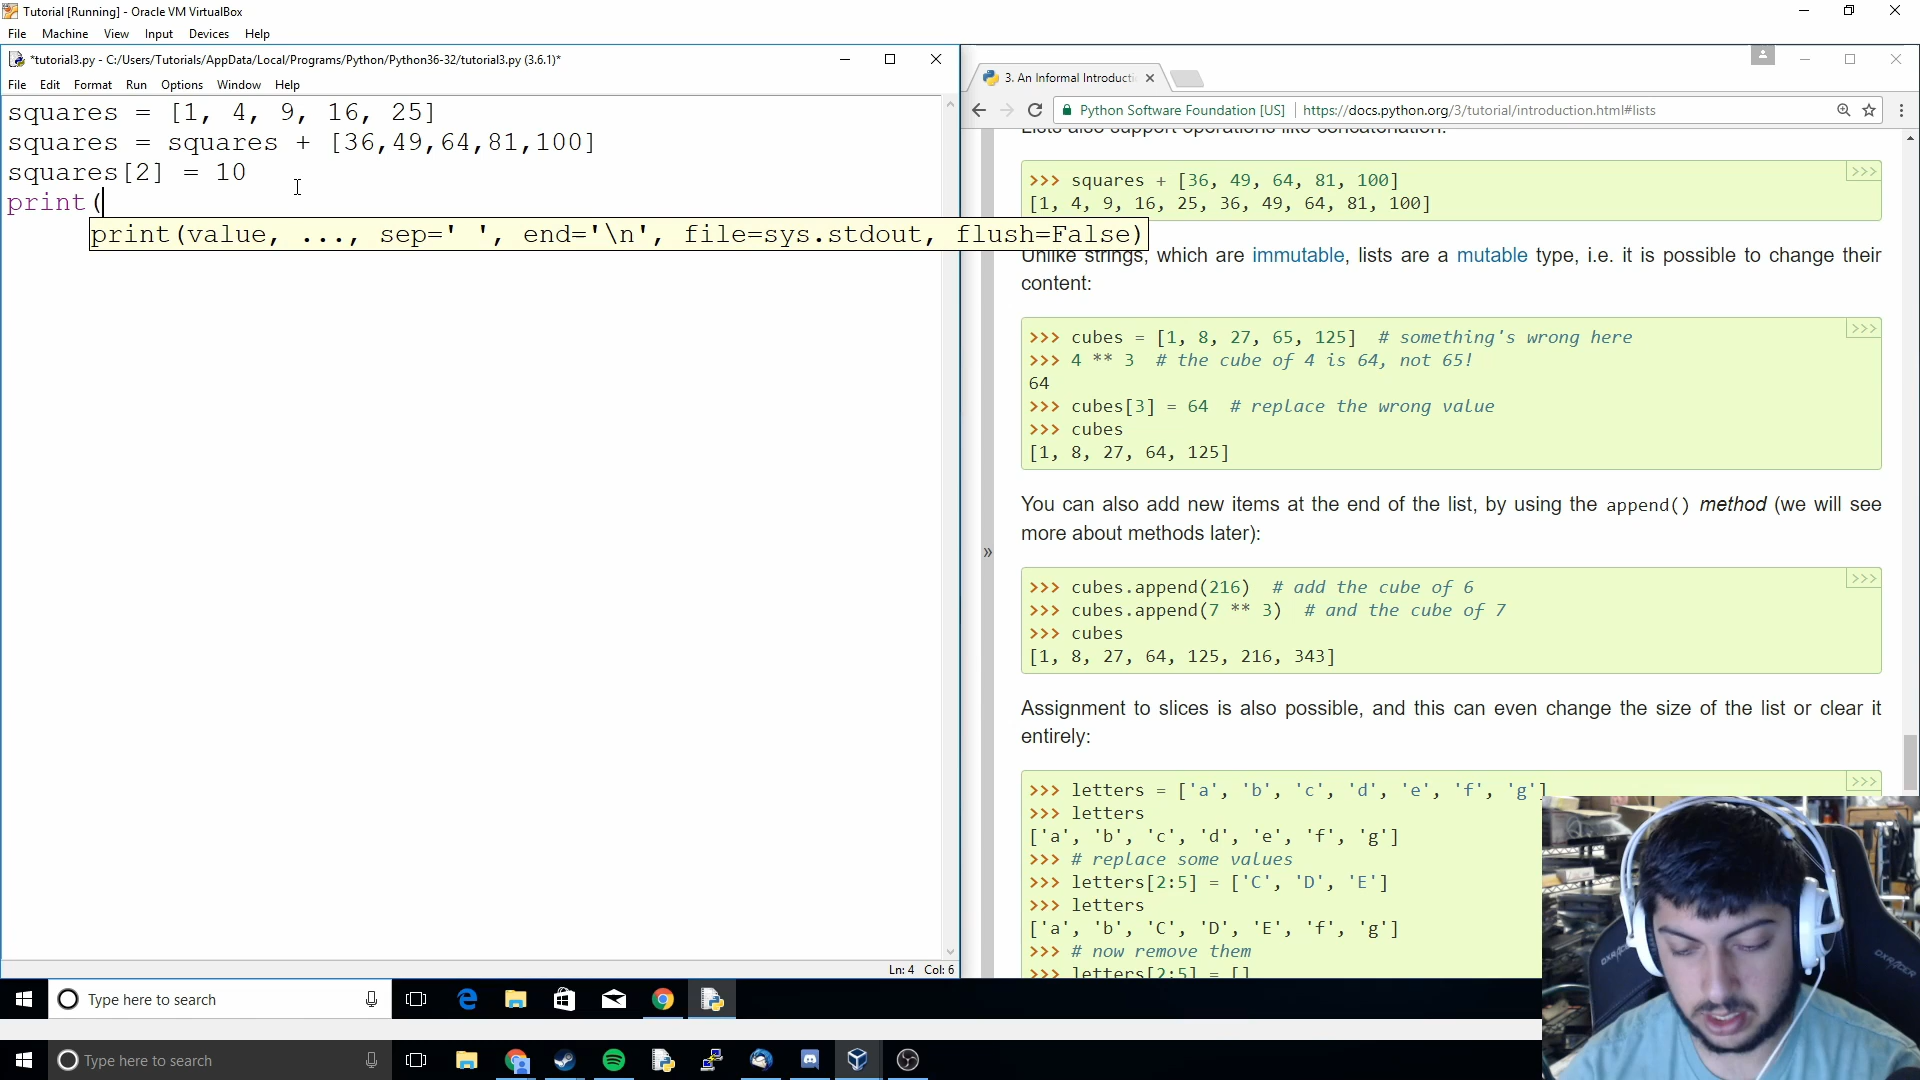 Tutorial [Running] - Oracle VM VirtualBox
File Machine View Input Devices Help
*tutorial3.py - C:/Users/Tutorials/AppData/Local/Programs/Python/Python36-32/tutorial3.py (3.6.1)*
File Edit Format Run Options Window Help
squares = [1, 4, 9, 16, 25]
squares = squares + [36,49,64,81,100]
squares[2] = 10
print(
print(value, ..., sep=' ', end='\n', file=sys.stdout, flush=False)
Ln: 4 Col: 6
3. An Informal Introducti
Python Software Foundation [US] https://docs.python.org/3/tutorial/introduction.html#lists
Lists also support operations like concatenation:
>>>
>>> squares + [36, 49, 64, 81, 100]
[1, 4, 9, 16, 25, 36, 49, 64, 81, 100]
Unlike strings, which are immutable, lists are a mutable type, i.e. it is possible to change their
content:
>>>
>>> cubes = [1, 8, 27, 65, 125] # something's wrong here
>>> 4 ** 3 # the cube of 4 is 64, not 65!
64
>>> cubes[3] = 64 # replace the wrong value
>>> cubes
[1, 8, 27, 64, 125]
You can also add new items at the end of the list, by using the append() method (we will see
more about methods later):
>>>
>>> cubes.append(216) # add the cube of 6
>>> cubes.append(7 ** 3) # and the cube of 7
>>> cubes
[1, 8, 27, 64, 125, 216, 343]
»
Assignment to slices is also possible, and this can even change the size of the list or clear it
entirely:
>>>
>>> letters = ['a', 'b', 'c', 'd', 'e', 'f', 'g']
>>> letters
['a', 'b', 'c', 'd', 'e', 'f', 'g']
>>> # replace some values
>>> letters[2:5] = ['C', 'D', 'E']
>>> letters
['a', 'b', 'C', 'D', 'E', 'f', 'g']
>>> # now remove them
>>> letters[2:5] = []
DXRACER
Type here to search
Type here to search